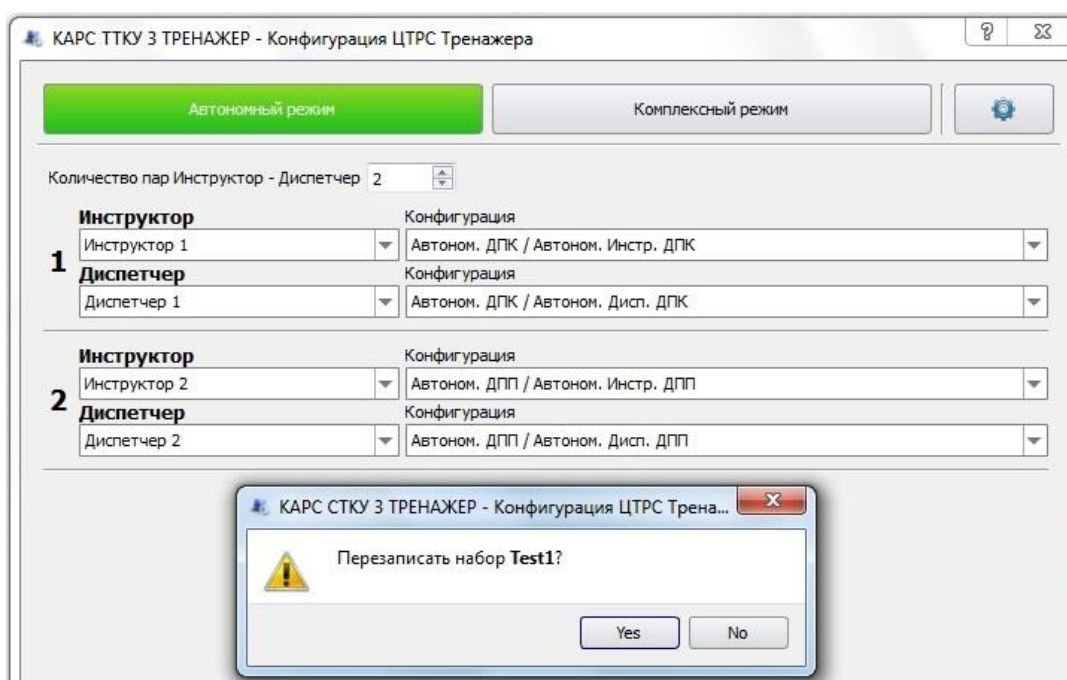 КАРС ТТКУ 3 ТРЕНАЖЕР - Конфигурация ЦТРС Тренажера
Автономный режим
Комплексный режим
Количество пар Инструктор - Диспетчер 2
Инструктор Конфигурация
Инструктор 1 Автоном. ДПК / Автоном. Инстр. ДПК
1
Диспетчер Конфигурация
Диспетчер 1 Автоном. ДПК / Автоном. Дисп. ДПК
Инструктор Конфигурация
Инструктор 2 Автоном. ДПП / Автоном. Инстр. ДПП
2
Диспетчер Конфигурация
Диспетчер 2 Автоном. ДПП / Автоном. Дисп. ДПП
КАРС СТКУ 3 ТРЕНАЖЕР - Конфигурация ЦТРС Трена...
Перезаписать набор Test1?
Yes No